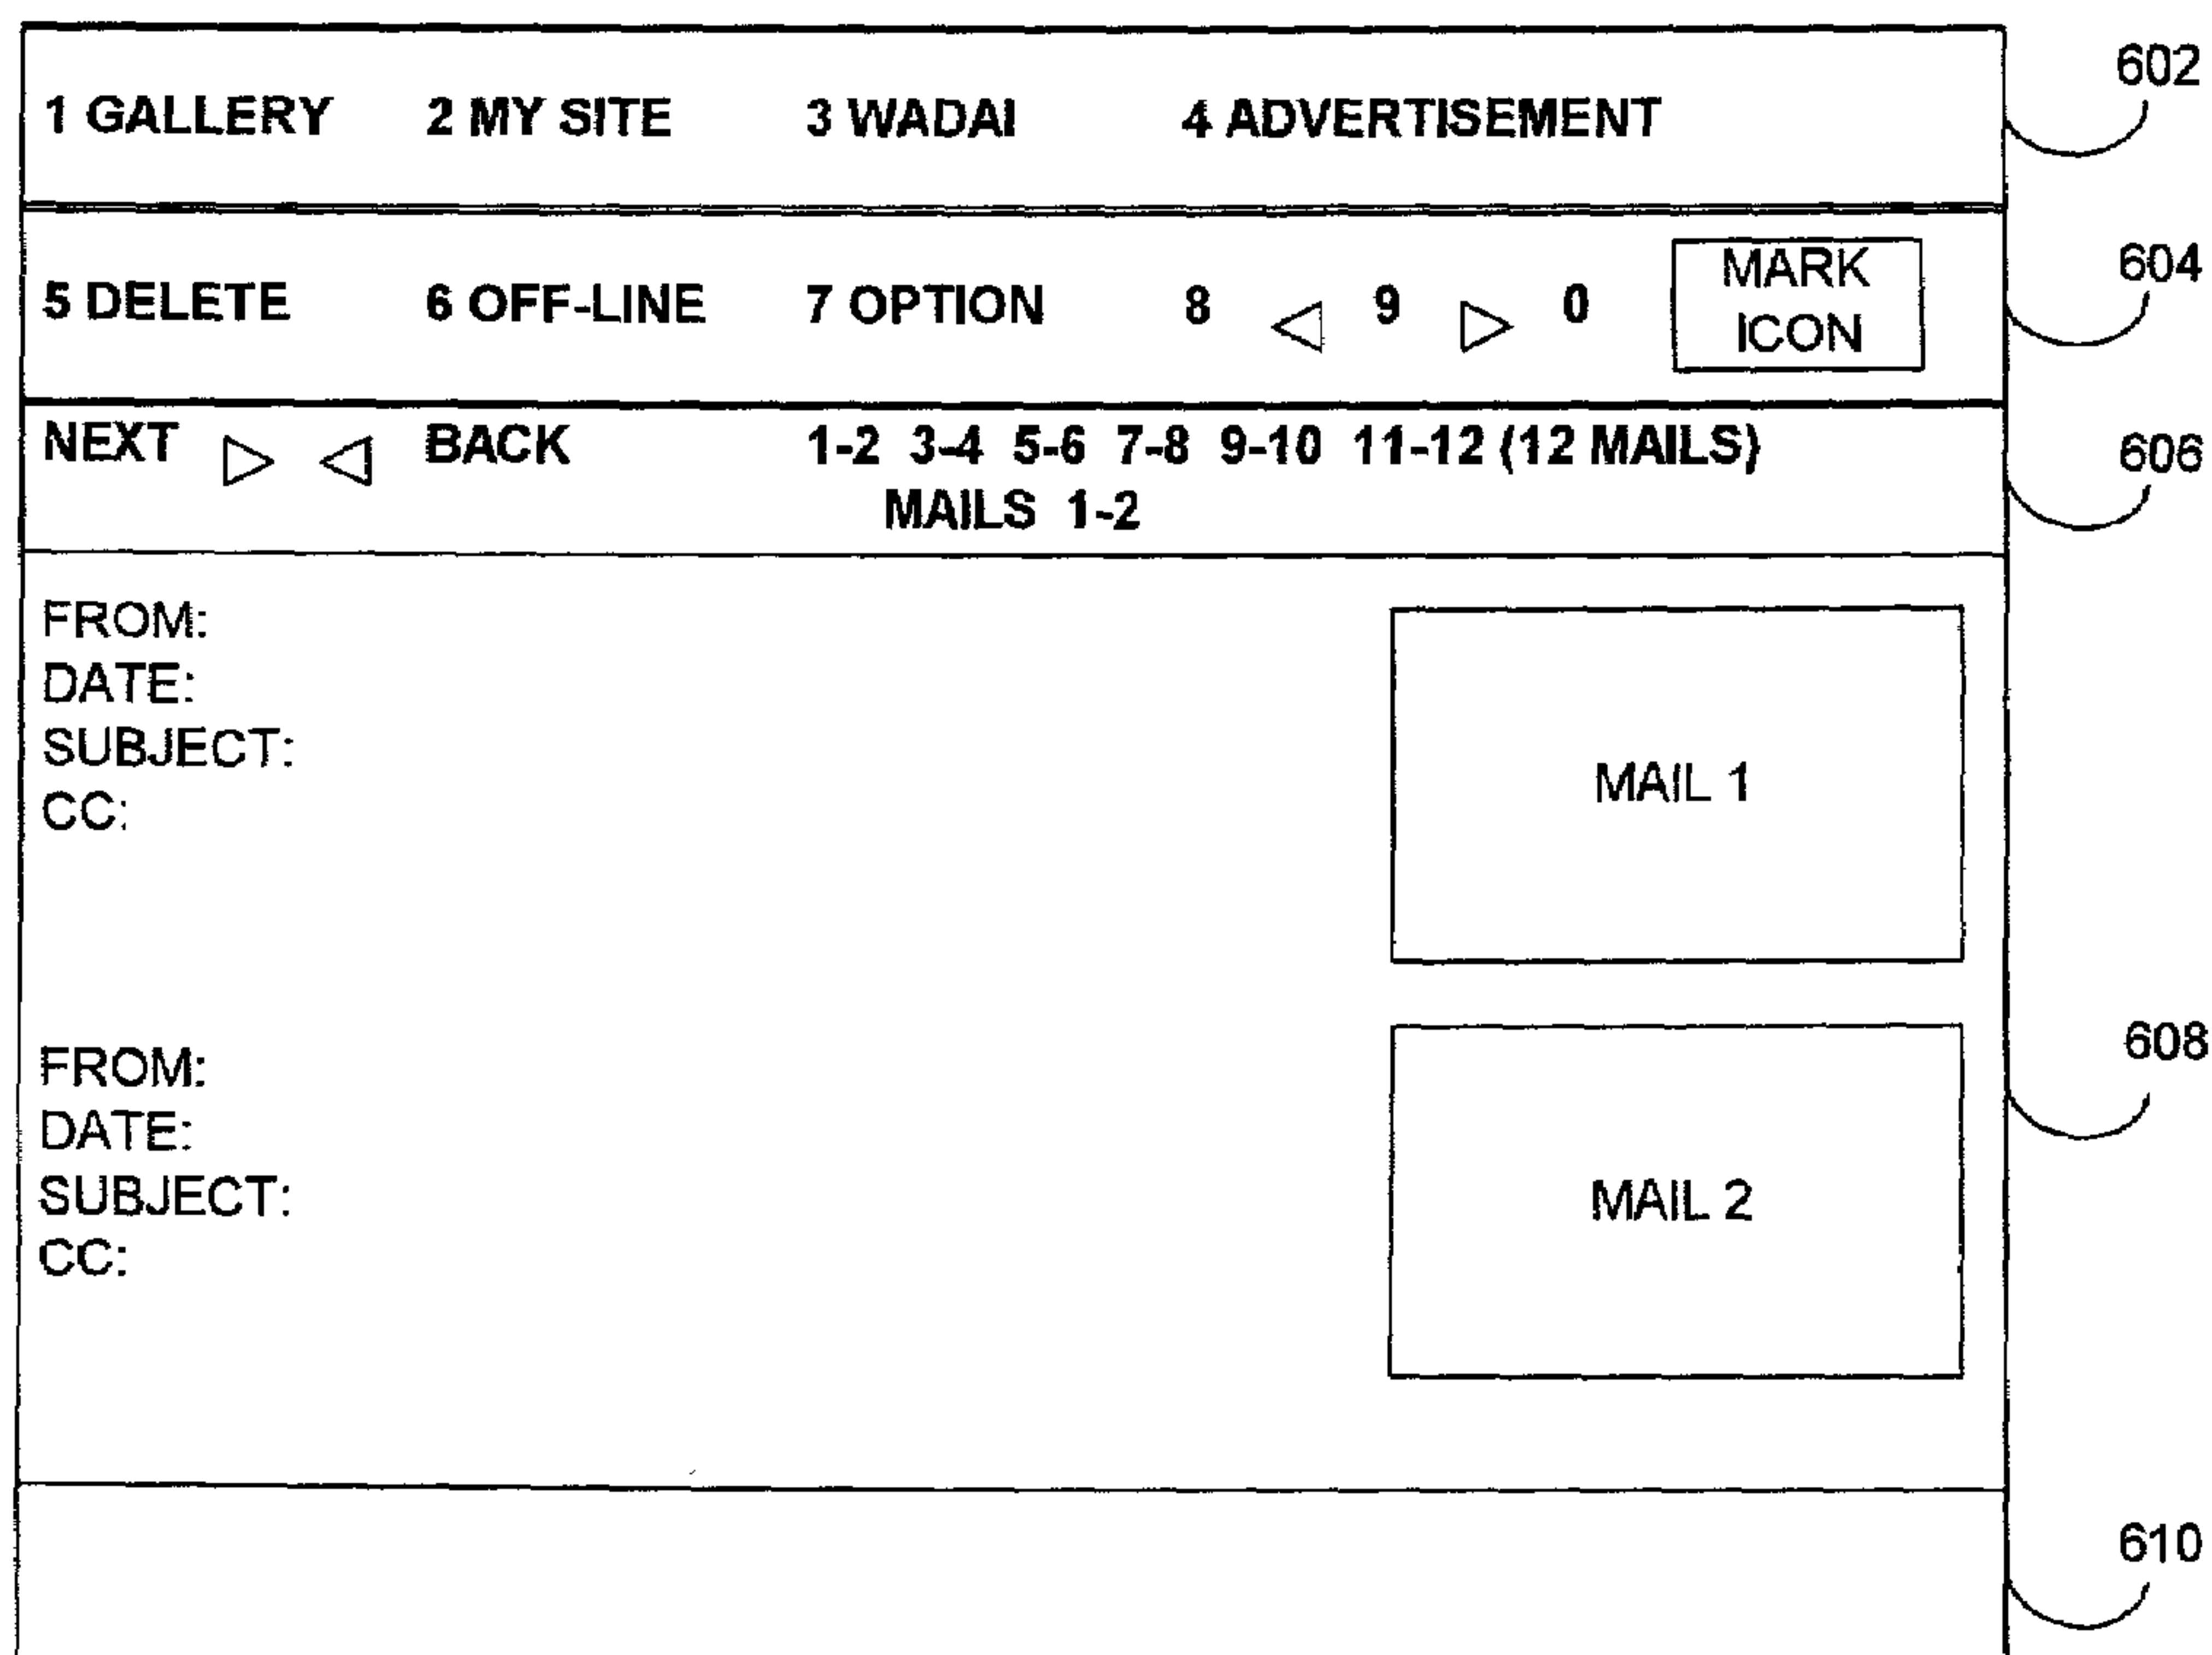 602
1 GALLERY 2 MY SITE 3 WADAI 4 ADVERTISEMENT
604
5 DELETE 6 OFF-LINE 7 OPTION 8 ◁ 9 ▷ 0 MARK
ICON
606
NEXT ▷ ◁ BACK 1-2 3-4 5-6 7-8 9-10 11-12 (12 MAILS)
MAILS 1-2
FROM:
DATE:
SUBJECT:
CC:
MAIL 1
608
FROM:
DATE:
SUBJECT:
CC:
MAIL 2
610